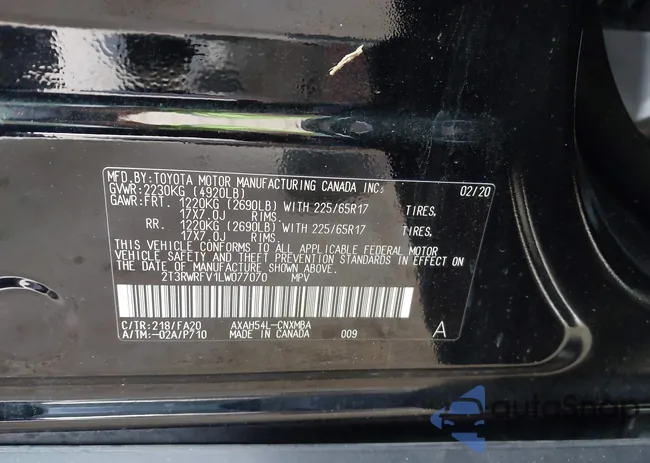 MFD.BY:TOYOTA MOTOR MANUFACTURING CANADA INC. 02/20
GVWR:2230KG (4920LB)
GAWR:FRT. 1220KG (2690LB) WITH 225/65R17 TIRES,
17X7.0J RIMS.
RR. 1220KG (2690LB) WITH 225/65R17 TIRES,
17X7.0J RIMS.
THIS VEHICLE CONFORMS TO ALL APPLICABLE FEDERAL MOTOR
VEHICLE SAFETY AND THEFT PREVENTION STANDARDS IN EFFECT
ON THE DATE OF MANUFACTURE SHOWN ABOVE.
2T3RWRFV1LW077070 MPV
C/TR:218/FA20 AXAH54L-CNXMBA A
A/TM:-02A/P710 MADE IN CANADA 009
autoSnap